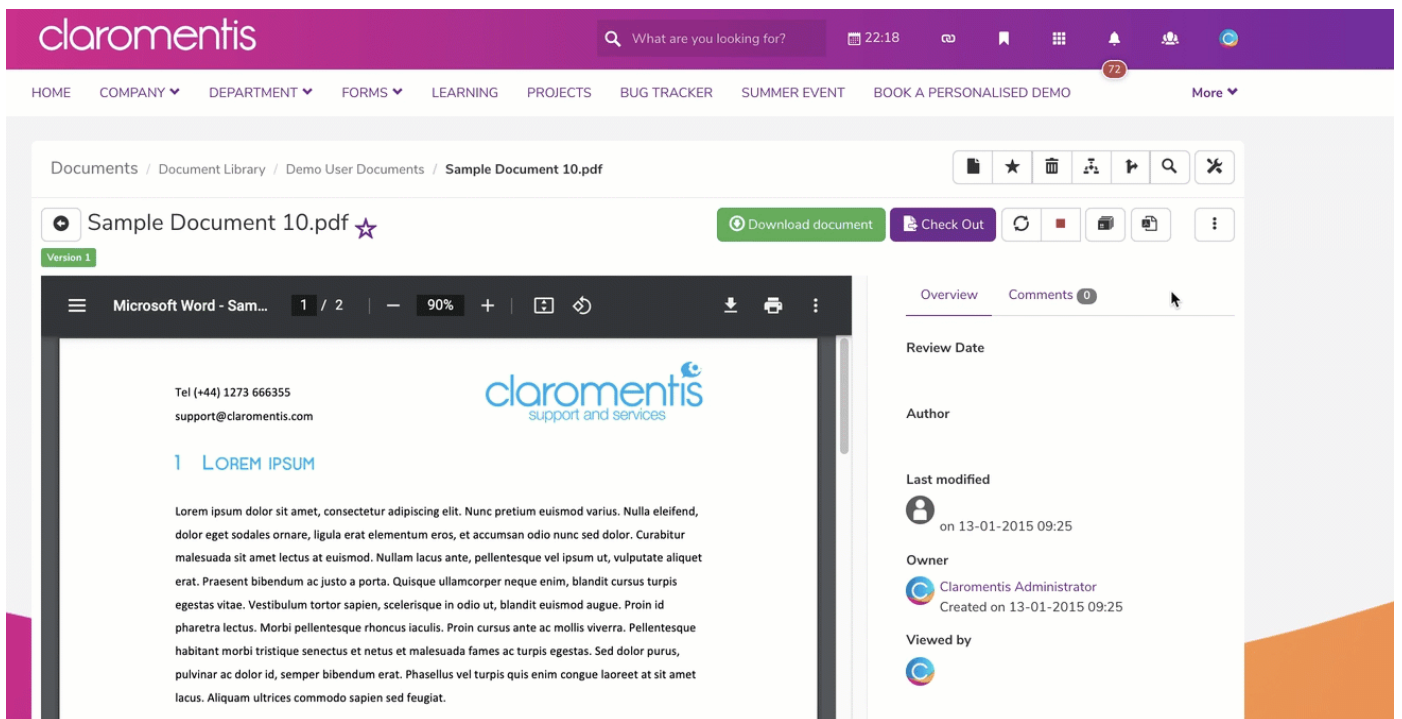 claromentis
What are you looking for?
22:18
72
HOME COMPANY DEPARTMENT FORMS LEARNING PROJECTS BUG TRACKER SUMMER EVENT BOOK A PERSONALISED DEMO More
Documents / Document Library / Demo User Documents / Sample Document 10.pdf
Sample Document 10.pdf
Download document
Check Out
Version 1
Microsoft Word - Sam... 1 / 2 90%
Tel (+44) 1273 666355
support@claromentis.com
claromentis
support and services
1 LOREM IPSUM
Lorem ipsum dolor sit amet, consectetur adipiscing elit. Nunc pretium euismod varius. Nulla eleifend,
dolor eget sodales ornare, ligula erat elementum eros, et accumsan odio nunc sed dolor. Curabitur
malesuada sit amet lectus at euismod. Nullam lacus ante, pellentesque vel ipsum ut, vulputate aliquet
erat. Praesent bibendum ac justo a porta. Quisque ullamcorper neque enim, blandit cursus turpis
egestas vitae. Vestibulum tortor sapien, scelerisque in odio ut, blandit euismod augue. Proin id
pharetra lectus. Morbi pellentesque rhoncus iaculis. Proin cursus ante ac mollis viverra. Pellentesque
habitant morbi tristique senectus et netus et malesuada fames ac turpis egestas. Sed dolor purus,
pulvinar ac dolor id, semper bibendum erat. Phasellus vel turpis quis enim congue laoreet at sit amet
lacus. Aliquam ultrices commodo sapien sed feugiat.
Overview Comments 0
Review Date
Author
Last modified
on 13-01-2015 09:25
Owner
Claromentis Administrator
Created on 13-01-2015 09:25
Viewed by